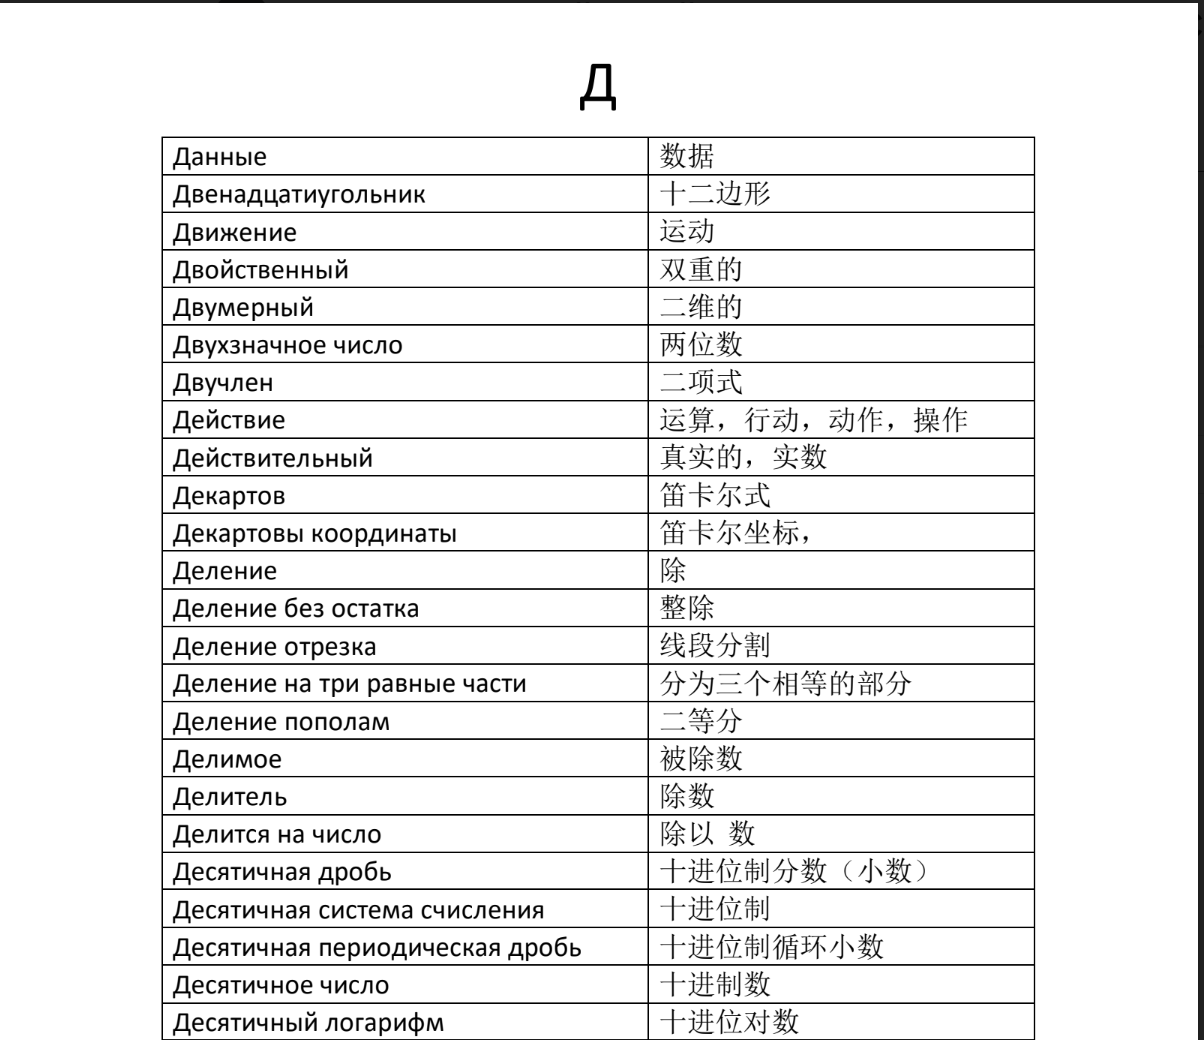 Д
Данные 数据
Двенадцатиугольник 十二边形
Движение 运动
Двойственный 双重的
Двумерный 二维的
Двухзначное число 两位数
Двучлен 二项式
Действие 运算，行动，动作，操作
Действительный 真实的，实数
Декартов 笛卡尔式
Декартовы координаты 笛卡尔坐标，
Деление 除
Деление без остатка 整除
Деление отрезка 线段分割
Деление на три равные части 分为三个相等的部分
Деление пополам 二等分
Делимое 被除数
Делитель 除数
Делится на число 除以 数
Десятичная дробь 十进位制分数（小数）
Десятичная система счисления 十进位制
Десятичная периодическая дробь 十进位制循环小数
Десятичное число 十进制数
Десятичный логарифм 十进位对数